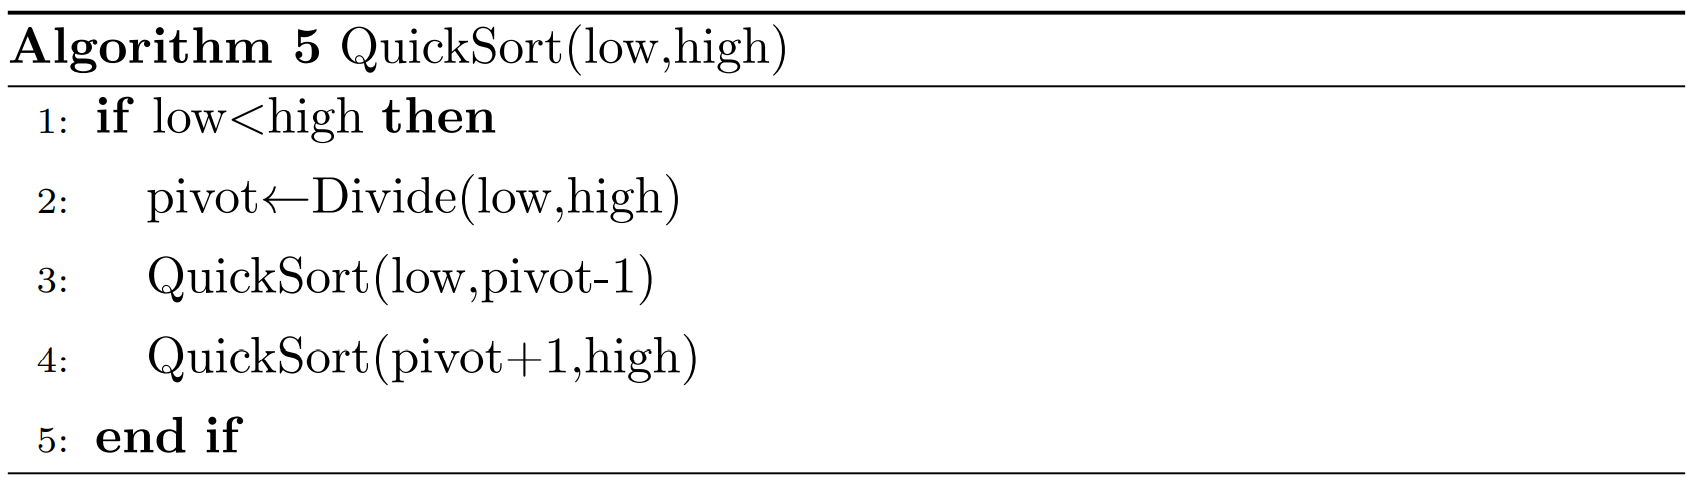 Algorithm 5 QuickSort(low,high)
1: if low<high then
2: pivot←Divide(low,high)
3: QuickSort(low,pivot-1)
4: QuickSort(pivot+1,high)
5: end if